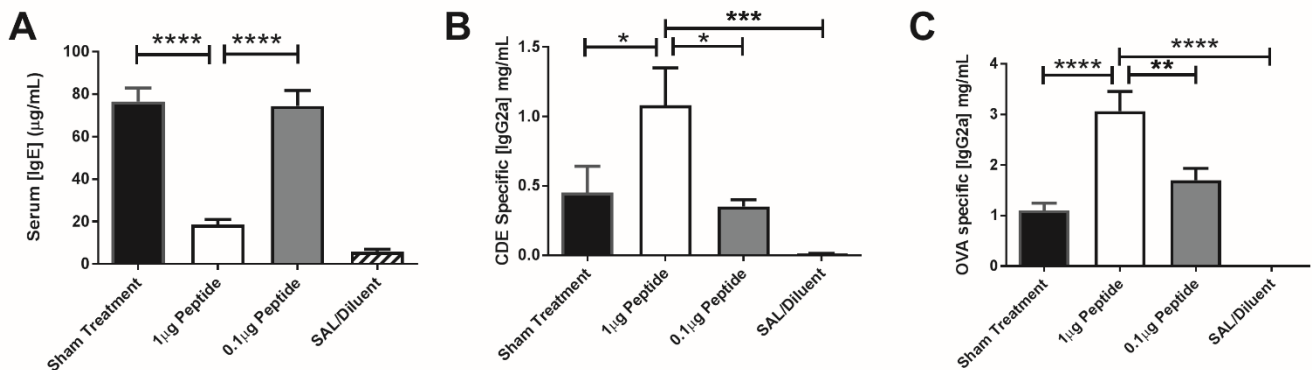 A
Serum [IgE] (μg/mL)
100
80
60
40
20
0
****
****
Sham Treatment
1μg Peptide
0.1μg Peptide
SAL/Diluent
B
CDE Specific [IgG2a] mg/mL
1.5
1.0
0.5
0.0
***
*
*
Sham Treatment
1μg Peptide
0.1μg Peptide
SAL/Diluent
C
OVA specific [IgG2a] mg/mL
4
3
2
1
0
****
****
**
Sham Treatment
1μg Peptide
0.1μg Peptide
SAL/Diluent